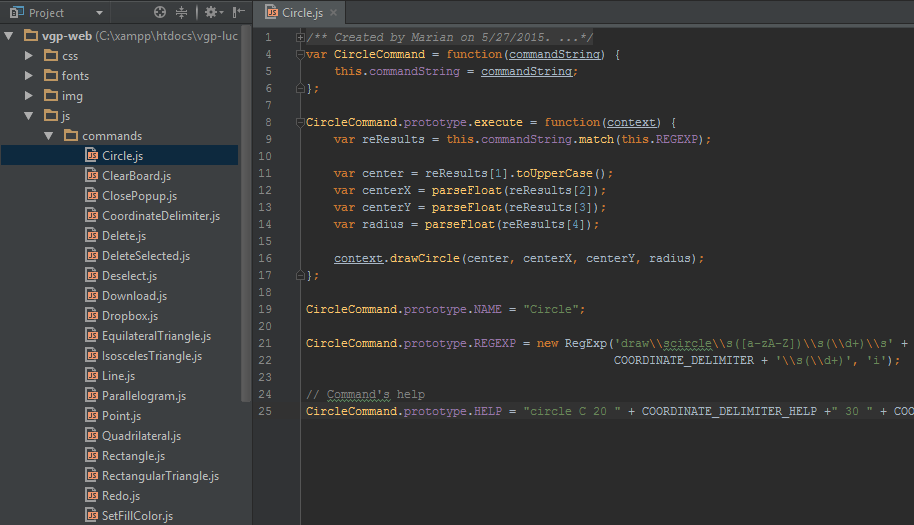 Project
Circle.js
vgp-web (C:\xampp\htdocs\vgp-luc
css
fonts
img
js
commands
Circle.js
ClearBoard.js
ClosePopup.js
CoordinateDelimiter.js
Delete.js
DeleteSelected.js
Deselect.js
Download.js
Dropbox.js
EquilateralTriangle.js
IsoscelesTriangle.js
Line.js
Parallelogram.js
Point.js
Quadrilateral.js
Rectangle.js
RectangularTriangle.js
Redo.js
SetFillColor.js
1 /** Created by Marian on 5/27/2015. ...*/
4 var CircleCommand = function(commandString) {
5 this.commandString = commandString;
6 };
7
8 CircleCommand.prototype.execute = function(context) {
9 var reResults = this.commandString.match(this.REGEXP);
10
11 var center = reResults[1].toUpperCase();
12 var centerX = parseFloat(reResults[2]);
13 var centerY = parseFloat(reResults[3]);
14 var radius = parseFloat(reResults[4]);
15
16 context.drawCircle(center, centerX, centerY, radius);
17 };
18
19 CircleCommand.prototype.NAME = "Circle";
20
21 CircleCommand.prototype.REGEXP = new RegExp('draw\\scircle\\s([a-zA-Z])\\s(\\d+)\\s' +
22 COORDINATE_DELIMITER + '\\s(\\d+)', 'i');
23
24 // Command's help
25 CircleCommand.prototype.HELP = "circle C 20 " + COORDINATE_DELIMITER_HELP +" 30 " + COO